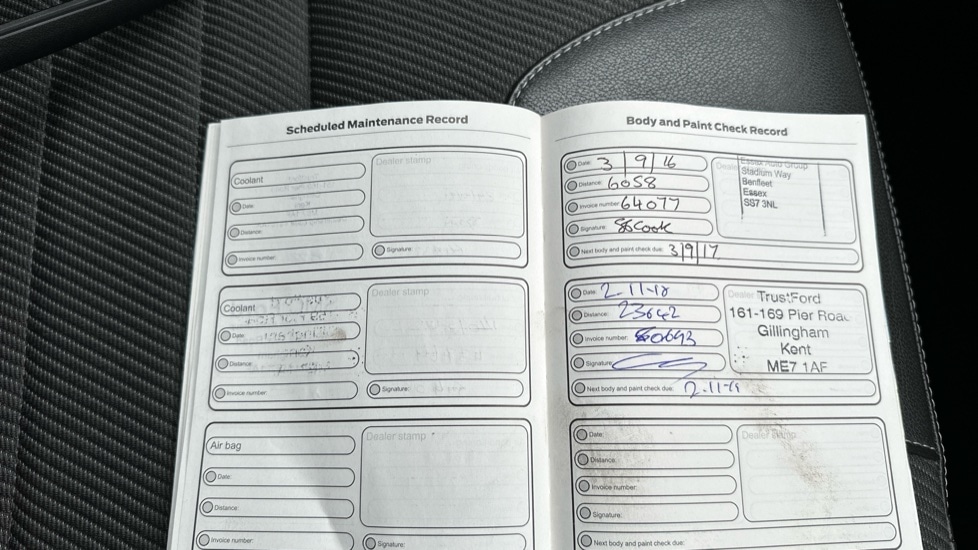 Scheduled Maintenance Record
Coolant
Dealer stamp
Date:
Distance:
Invoice number:
Signature:
Coolant
Dealer stamp
Date:
Distance:
Invoice number:
Signature:
Air bag
Dealer stamp
Date:
Distance:
Invoice number:
Signature:
Body and Paint Check Record
Date: 3/9/16
Distance: 6058
Invoice number: 64077
Signature: SCook
Next body and paint check due: 3/9/17
Dealer
Essex Auto Group
Stadium Way
Benfleet
Essex
SS7 3NL
Date: 2-11-18
Distance: 23642
Invoice number:
Signature:
Next body and paint check due: 2-11-19
Dealer TrustFord
161-169 Pier Road
Gillingham
Kent
ME7 1AF
Date:
Distance:
Invoice number:
Signature:
Next body and paint check due:
Dealer stamp